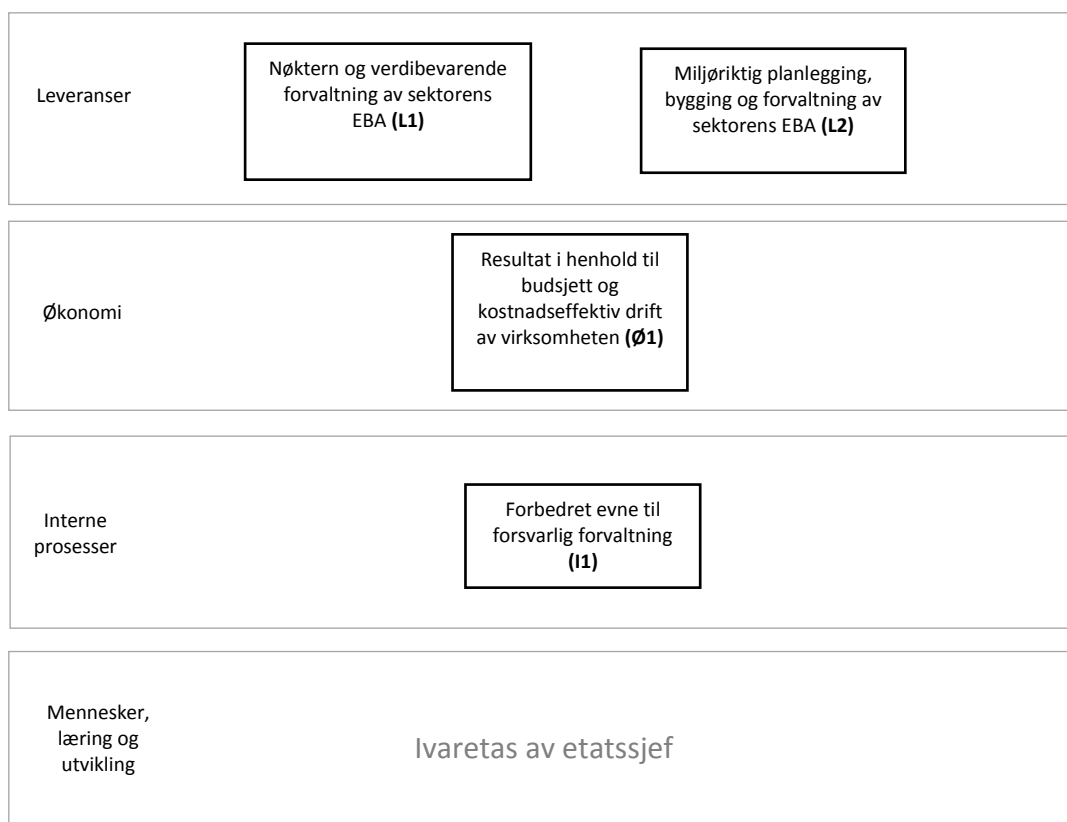 Leveranser
Nøktern og verdibevarende
forvaltning av sektorens
EBA (L1)
Miljøriktig planlegging,
bygging og forvaltning av
sektorens EBA (L2)
Økonomi
Resultat i henhold til
budsjett og
kostnadseffektiv drift
av virksomheten (Ø1)
Interne
prosesser
Forbedret evne til
forsvarlig forvaltning
(I1)
Mennesker,
læring og
utvikling
Ivaretas av etatssjef